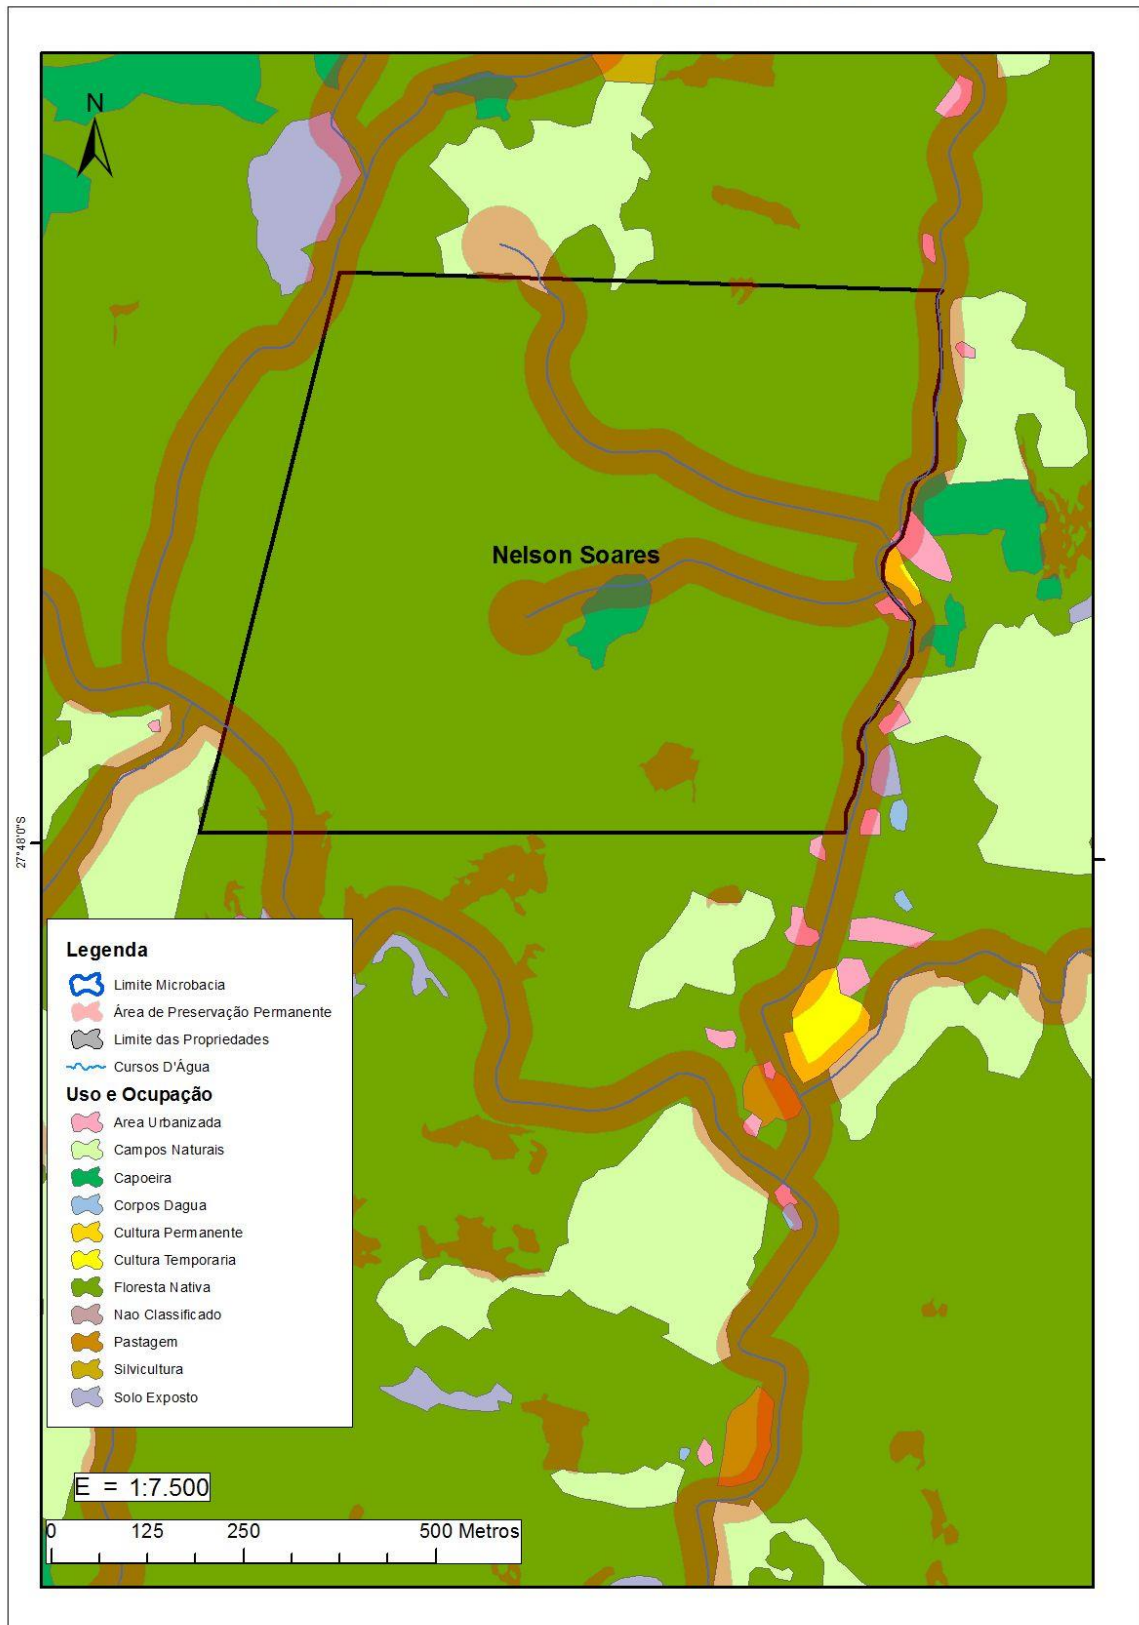 N
Nelson Soares
27°48'0"S
Legenda
Limite Microbacia
Área de Preservação Permanente
Limite das Propriedades
Cursos D'Água
Uso e Ocupação
Area Urbanizada
Campos Naturais
Capoeira
Corpos Dagua
Cultura Permanente
Cultura Temporaria
Floresta Nativa
Nao Classificado
Pastagem
Silvicultura
Solo Exposto
E = 1:7.500
0 125 250 500 Metros